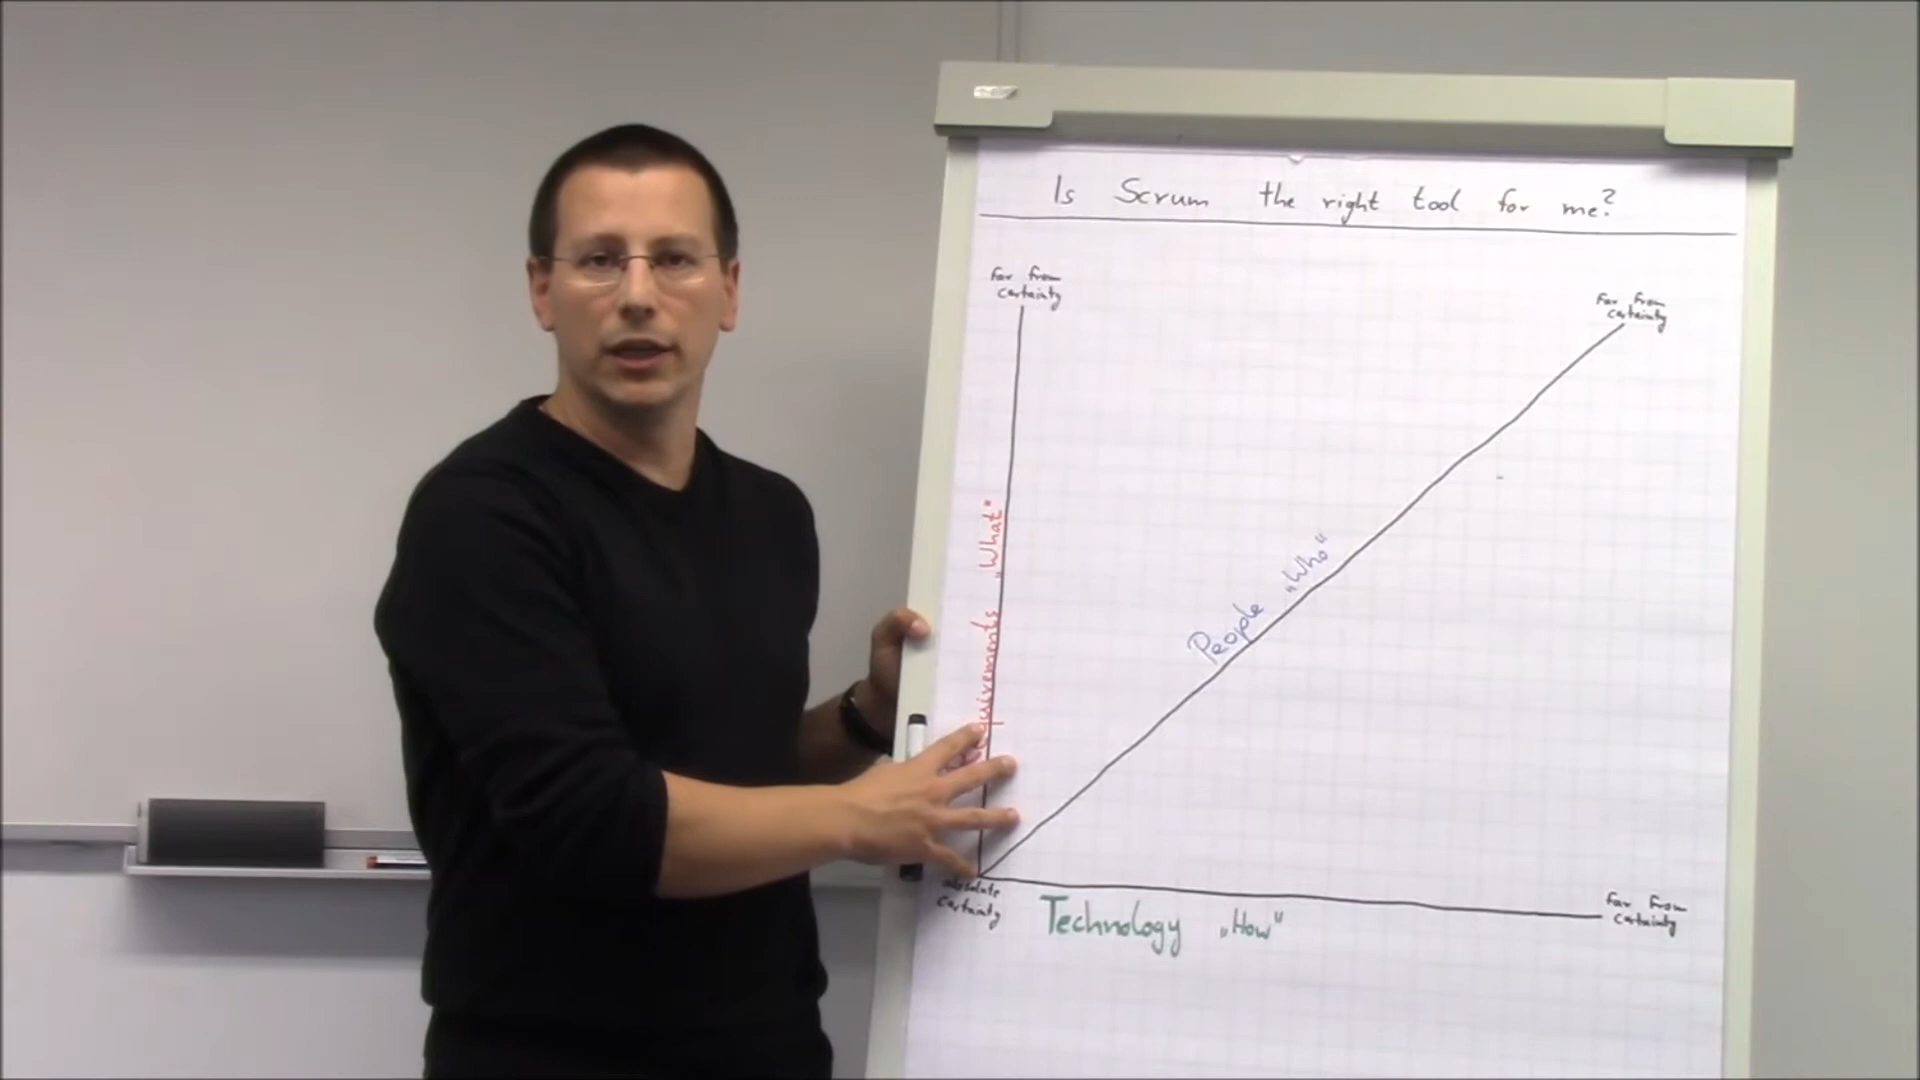 Is Scrum the right tool for me?
far from
certainty
far from
certainty
"What"
People „Who"
absolute
certainty
Technology „How"
far from
certainty